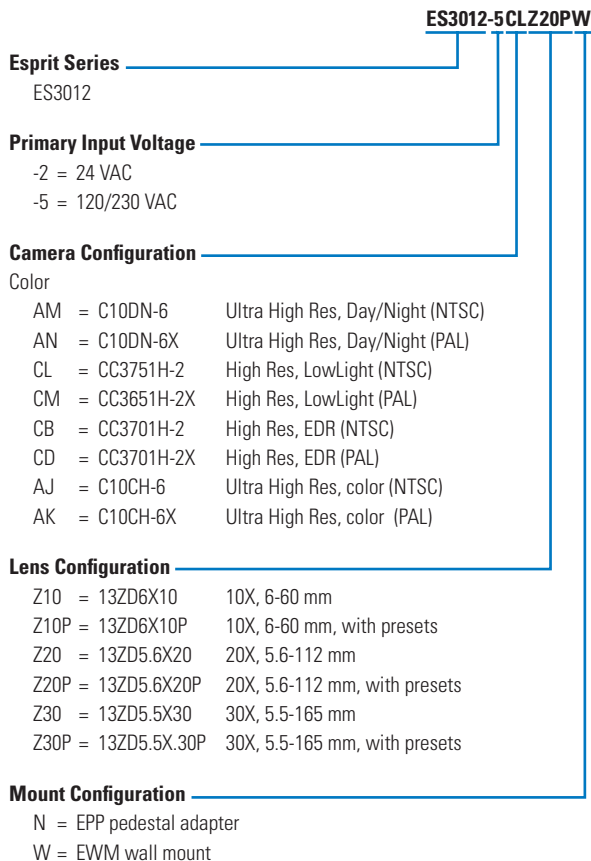 ES3012-5CLZ20PW
Esprit Series
ES3012
Primary Input Voltage
-2 = 24 VAC
-5 = 120/230 VAC
Camera Configuration
Color
AM = C10DN-6 Ultra High Res, Day/Night (NTSC)
AN = C10DN-6X Ultra High Res, Day/Night (PAL)
CL = CC3751H-2 High Res, LowLight (NTSC)
CM = CC3651H-2X High Res, LowLight (PAL)
CB = CC3701H-2 High Res, EDR (NTSC)
CD = CC3701H-2X High Res, EDR (PAL)
AJ = C10CH-6 Ultra High Res, color (NTSC)
AK = C10CH-6X Ultra High Res, color (PAL)
Lens Configuration
Z10 = 13ZD6X10 10X, 6-60 mm
Z10P = 13ZD6X10P 10X, 6-60 mm, with presets
Z20 = 13ZD5.6X20 20X, 5.6-112 mm
Z20P = 13ZD5.6X20P 20X, 5.6-112 mm, with presets
Z30 = 13ZD5.5X30 30X, 5.5-165 mm
Z30P = 13ZD5.5X.30P 30X, 5.5-165 mm, with presets
Mount Configuration
N = EPP pedestal adapter
W = EWM wall mount